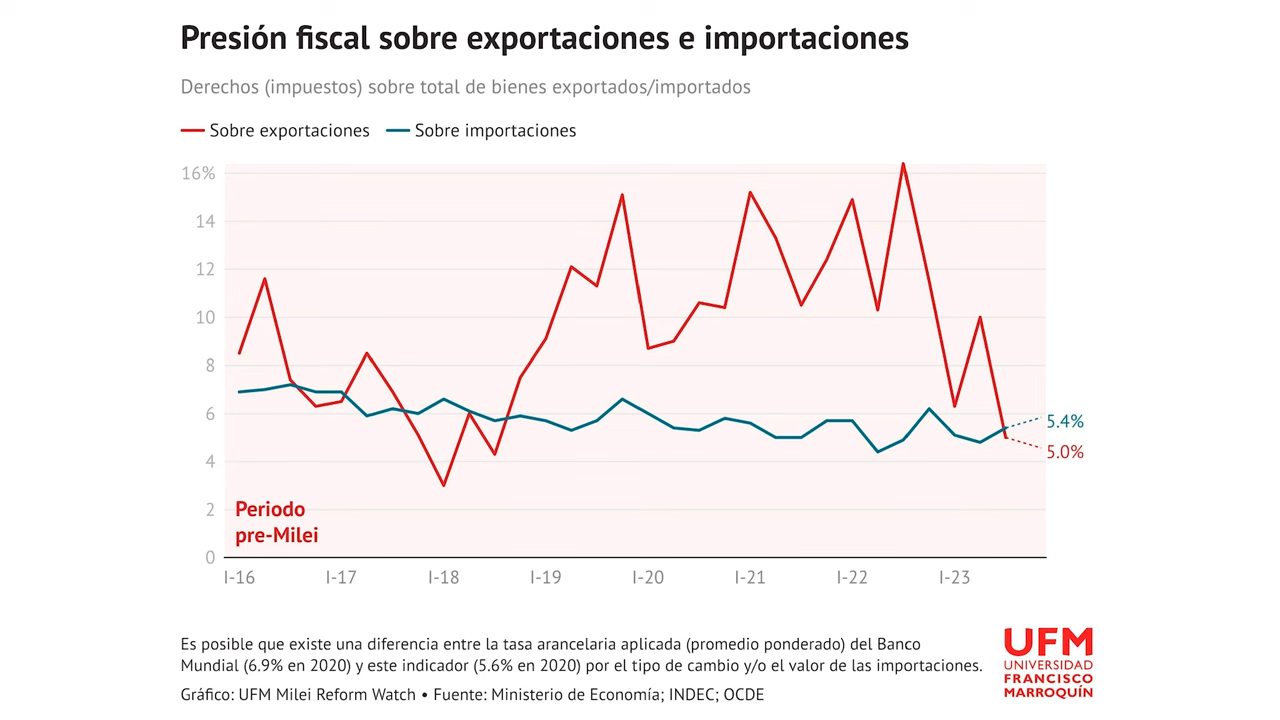 Presión fiscal sobre exportaciones e importaciones
Derechos (impuestos) sobre total de bienes exportados/importados
Sobre exportaciones Sobre importaciones
16%
14
12
10
8
6
4
2
0
5.4%
5.0%
Periodo
pre-Milei
I-16 I-17 I-18 I-19 I-20 I-21 I-22 I-23
Es posible que existe una diferencia entre la tasa arancelaria aplicada (promedio ponderado) del Banco
Mundial (6.9% en 2020) y este indicador (5.6% en 2020) por el tipo de cambio y/o el valor de las importaciones.
Gráfico: UFM Milei Reform Watch • Fuente: Ministerio de Economía; INDEC; OCDE
UFM
UNIVERSIDAD
FRANCISCO
MARROQUÍN